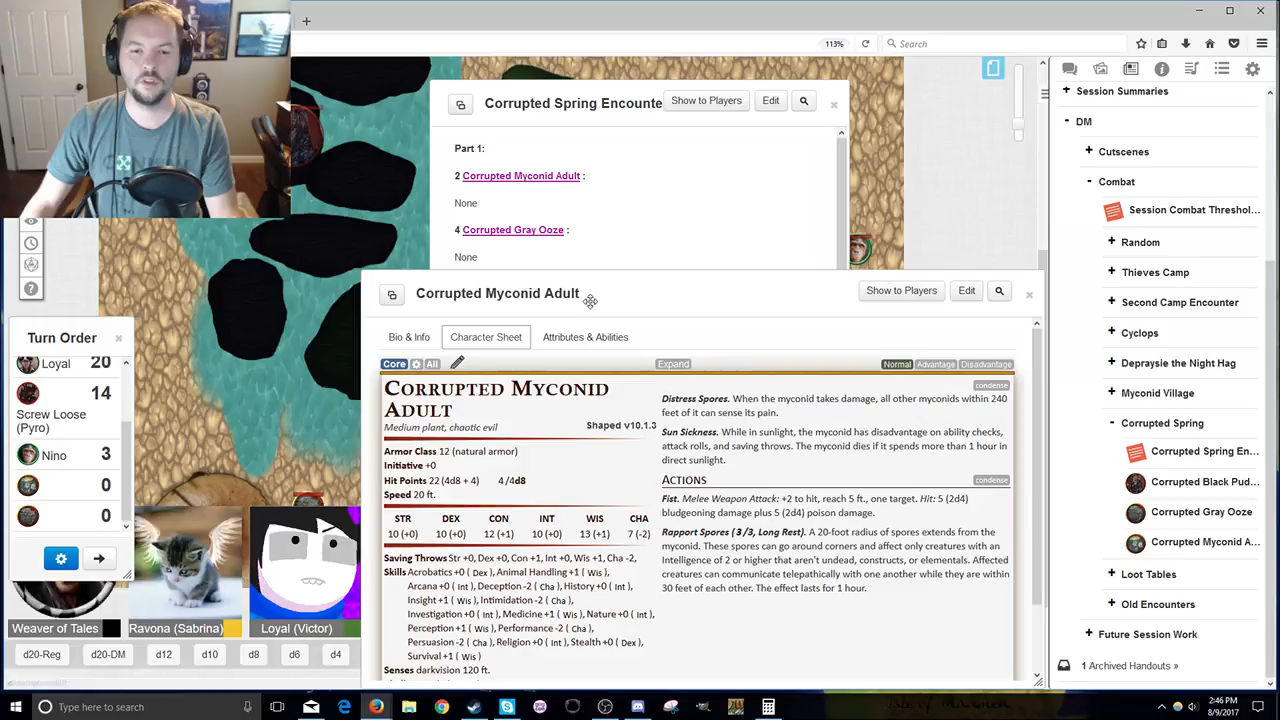 113%
Search
Corrupted Spring Encounte
Show to Players
Edit
Part 1:
2 Corrupted Myconid Adult :
None
4 Corrupted Gray Ooze :
None
Corrupted Myconid Adult
Show to Players
Edit
Bio & Info
Character Sheet
Attributes & Abilities
Core
All
Expand
Normal
Advantage
Disadvantage
CORRUPTED MYCONID
ADULT
Medium plant, chaotic evil
Shaped v10.1.3
Armor Class 12 (natural armor)
Initiative +0
Hit Points 22 (4d8 + 4) 4 /4d8
Speed 20 ft.
STR DEX CON INT WIS CHA
10 (+0) 10 (+0) 12 (+1) 10 (+0) 13 (+1) 7 (-2)
Saving Throws Str +0, Dex +0, Con +1, Int +0, Wis +1, Cha -2,
Skills Acrobatics +0 ( Dex ), Animal Handling +1 ( Wis ),
Arcana +0 ( Int ), Deception -2 ( Cha ), History +0 ( Int ),
Insight +1 ( Wis ), Intimidation -2 ( Cha ),
Investigation +0 ( Int ), Medicine +1 ( Wis ), Nature +0 ( Int ),
Perception +1 ( Wis ), Performance -2 ( Cha ),
Persuasion -2 ( Cha ), Religion +0 ( Int ), Stealth +0 ( Dex ),
Survival +1 ( Wis )
Senses darkvision 120 ft.
condense
Distress Spores. When the myconid takes damage, all other myconids within 240
feet of it can sense its pain.
Sun Sickness. While in sunlight, the myconid has disadvantage on ability checks,
attack rolls, and saving throws. The myconid dies if it spends more than 1 hour in
direct sunlight.
ACTIONS
condense
Fist. Melee Weapon Attack: +2 to hit, reach 5 ft., one target. Hit: 5 (2d4)
bludgeoning damage plus 5 (2d4) poison damage.
Rapport Spores (3/3, Long Rest). A 20-foot radius of spores extends from the
myconid. These spores can go around corners and affect only creatures with an
Intelligence of 2 or higher that aren't undead, constructs, or elementals. Affected
creatures can communicate telepathically with one another while they are within
30 feet of each other. The effect lasts for 1 hour.
Turn Order
Loyal 20
14
Screw Loose
(Pyro)
Nino 3
0
0
Weaver of Tales
Ravona (Sabrina)
Loyal (Victor)
d20-Reg
d20-DM
d12
d10
d8
d6
d4
Session Summaries
DM
Cutscenes
Combat
Session Combat Threshol...
Random
Thieves Camp
Second Camp Encounter
Cyclops
Depraysie the Night Hag
Myconid Village
Corrupted Spring
Corrupted Spring En...
Corrupted Black Pud...
Corrupted Gray Ooze
Corrupted Myconid A...
Loot Tables
Old Encounters
Future Session Work
1 Archived Handouts »
Type here to search
2:46 PM
8/9/2017